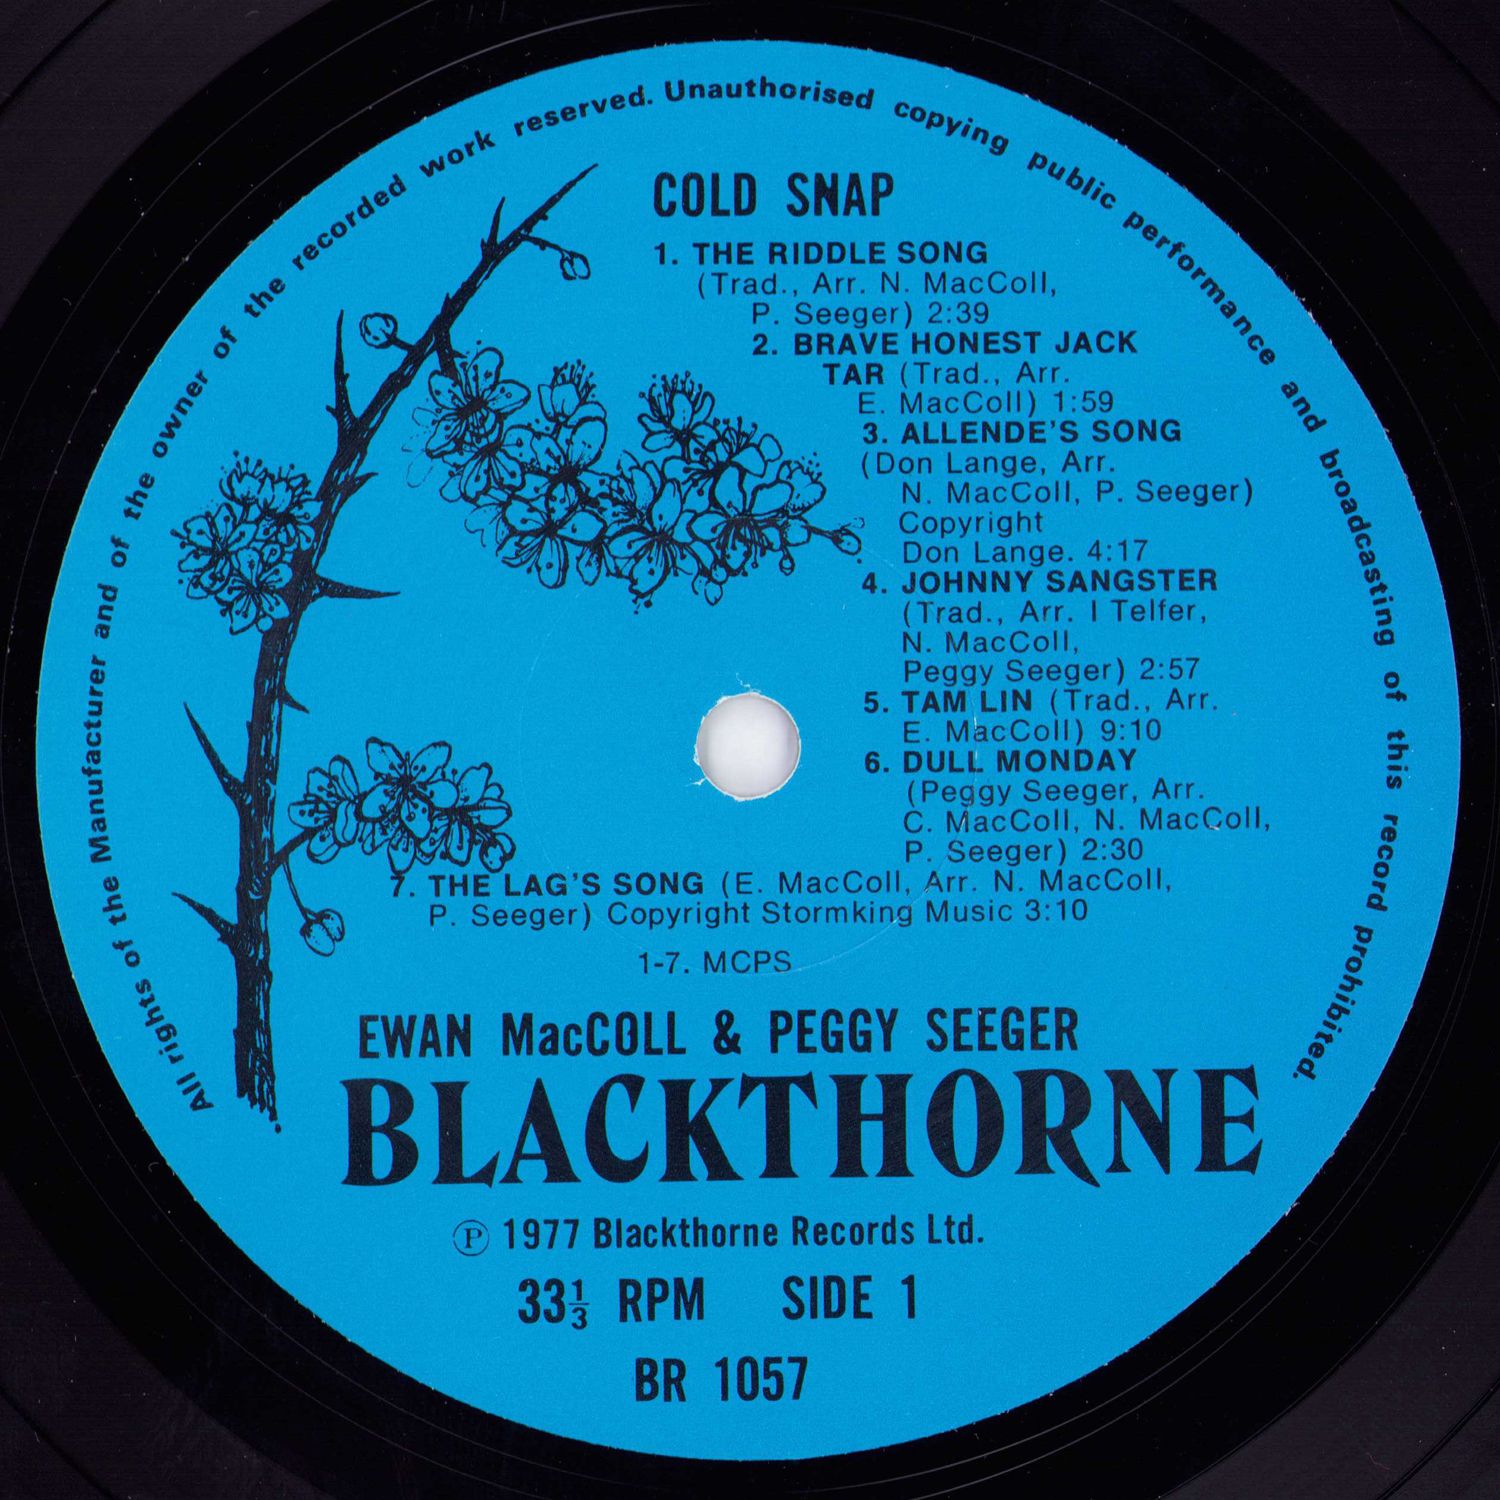 All rights of the Manufacturer and of the owner of the recorded work reserved. Unauthorised copying public performance and broadcasting of this record prohibited.
COLD SNAP
1. THE RIDDLE SONG
(Trad., Arr. N. MacColl,
P. Seeger) 2:39
2. BRAVE HONEST JACK
TAR (Trad., Arr.
E. MacColl) 1:59
3. ALLENDE'S SONG
(Don Lange, Arr.
N. MacColl, P. Seeger)
Copyright
Don Lange. 4:17
4. JOHNNY SANGSTER
(Trad., Arr. I Telfer,
N. MacColl,
Peggy Seeger) 2:57
5. TAM LIN (Trad., Arr.
E. MacColl) 9:10
6. DULL MONDAY
(Peggy Seeger, Arr.
C. MacColl, N. MacColl,
P. Seeger) 2:30
7. THE LAG'S SONG (E. MacColl, Arr. N. MacColl,
P. Seeger) Copyright Stormking Music 3:10
1-7. MCPS
EWAN MacCOLL & PEGGY SEEGER
BLACKTHORNE
Ⓟ 1977 Blackthorne Records Ltd.
33⅓ RPM SIDE 1
BR 1057